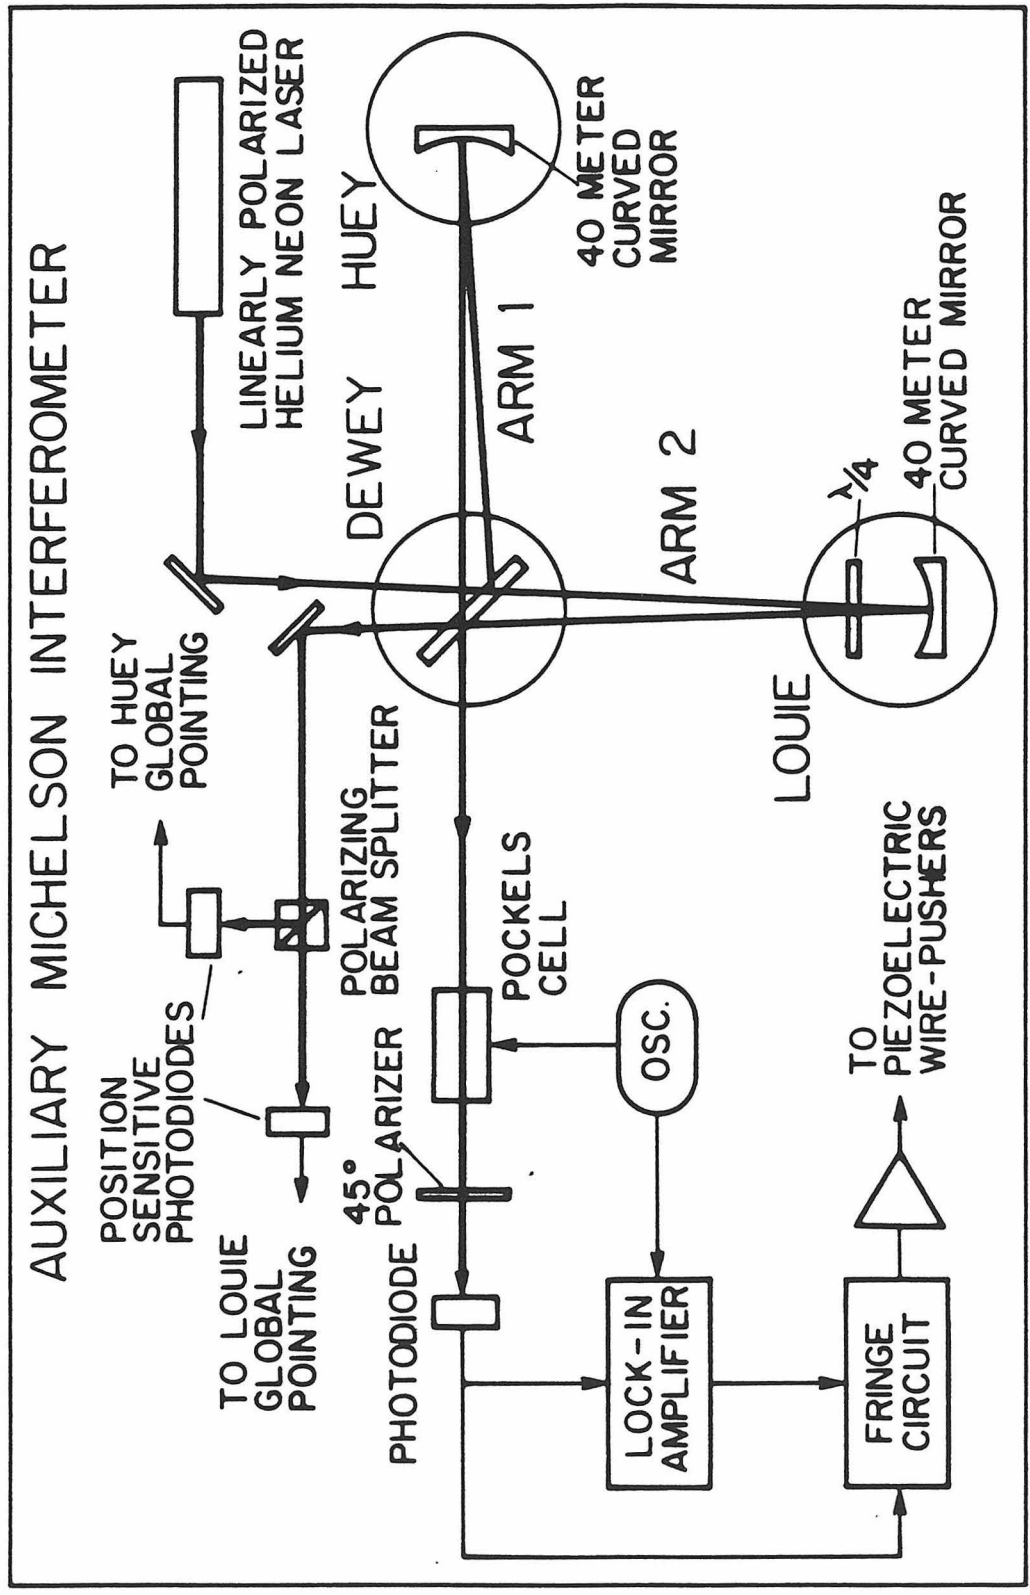 AUXILIARY MICHELSON INTERFEROMETER
LINEARLY POLARIZED
HELIUM NEON LASER
TO HUEY
GLOBAL
POINTING
POSITION
SENSITIVE
PHOTODIODES
TO LOUIE
GLOBAL
POINTING
POLARIZING
BEAM SPLITTER
DEWEY
HUEY
45°
POLARIZER
PHOTODIODE
POCKELS
CELL
ARM 1
40 METER
CURVED
MIRROR
OSC.
ARM 2
LOCK-IN
AMPLIFIER
LOUIE
λ/4
TO
PIEZOELECTRIC
WIRE-PUSHERS
40 METER
CURVED MIRROR
FRINGE
CIRCUIT